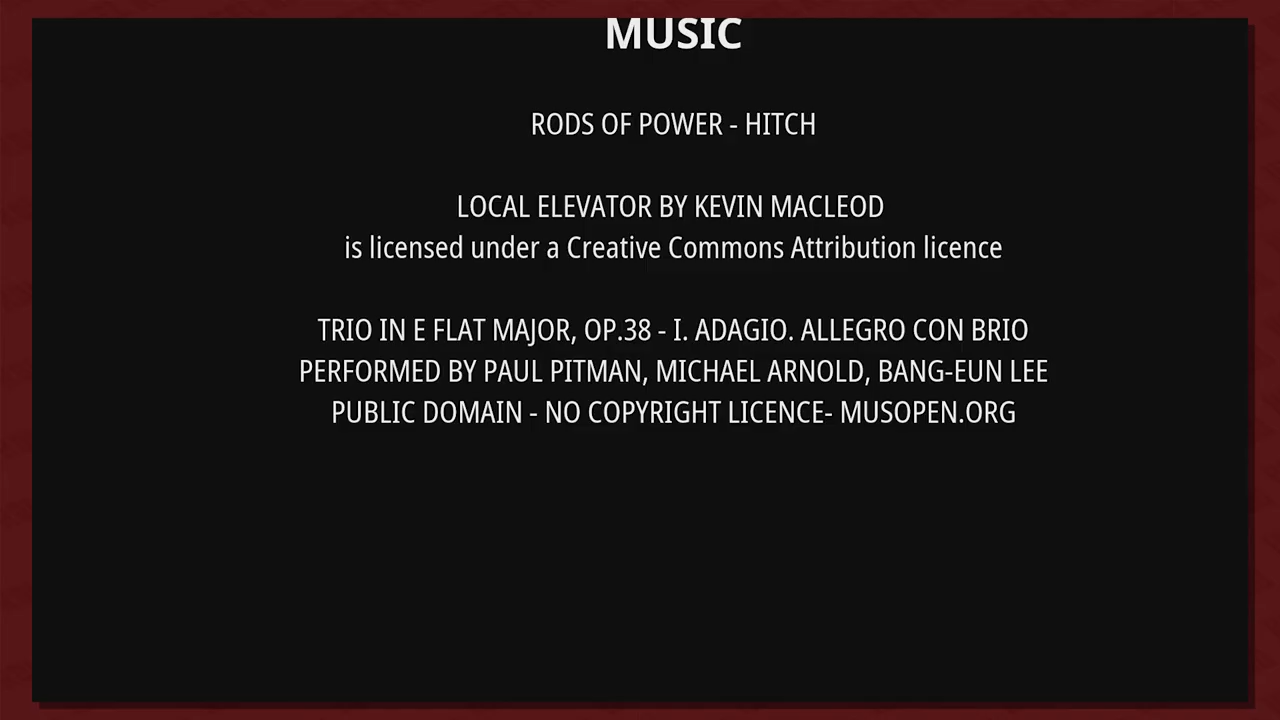 MUSIC
RODS OF POWER - HITCH
LOCAL ELEVATOR BY KEVIN MACLEOD
is licensed under a Creative Commons Attribution licence
TRIO IN E FLAT MAJOR, OP.38 - I. ADAGIO. ALLEGRO CON BRIO
PERFORMED BY PAUL PITMAN, MICHAEL ARNOLD, BANG-EUN LEE
PUBLIC DOMAIN - NO COPYRIGHT LICENCE- MUSOPEN.ORG